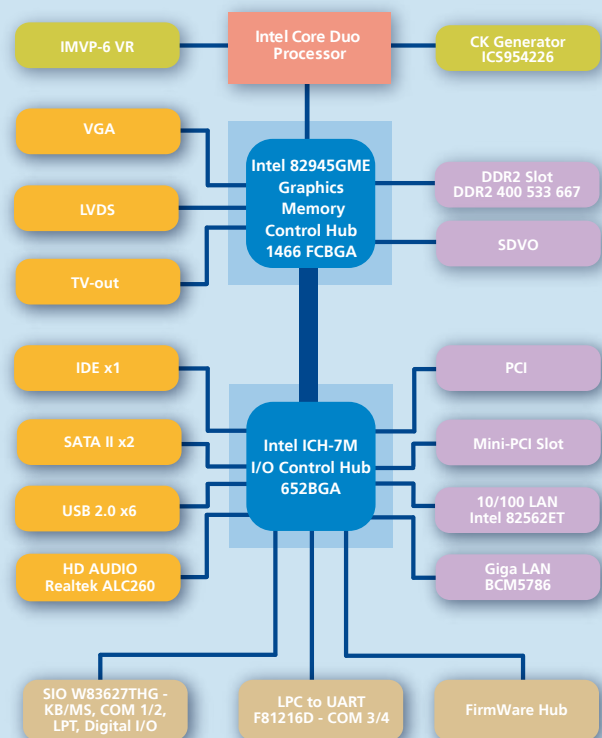 IMVP-6 VR
Intel Core Duo
Processor
CK Generator
ICS954226
VGA
LVDS
TV-out
Intel 82945GME
Graphics
Memory
Control Hub
1466 FCBGA
DDR2 Slot
DDR2 400 533 667
SDVO
IDE x1
SATA II x2
USB 2.0 x6
HD AUDIO
Realtek ALC260
Intel ICH-7M
I/O Control Hub
652BGA
PCI
Mini-PCI Slot
10/100 LAN
Intel 82562ET
Giga LAN
BCM5786
SIO W83627THG -
KB/MS, COM 1/2,
LPT, Digital I/O
LPC to UART
F81216D - COM 3/4
FirmWare Hub